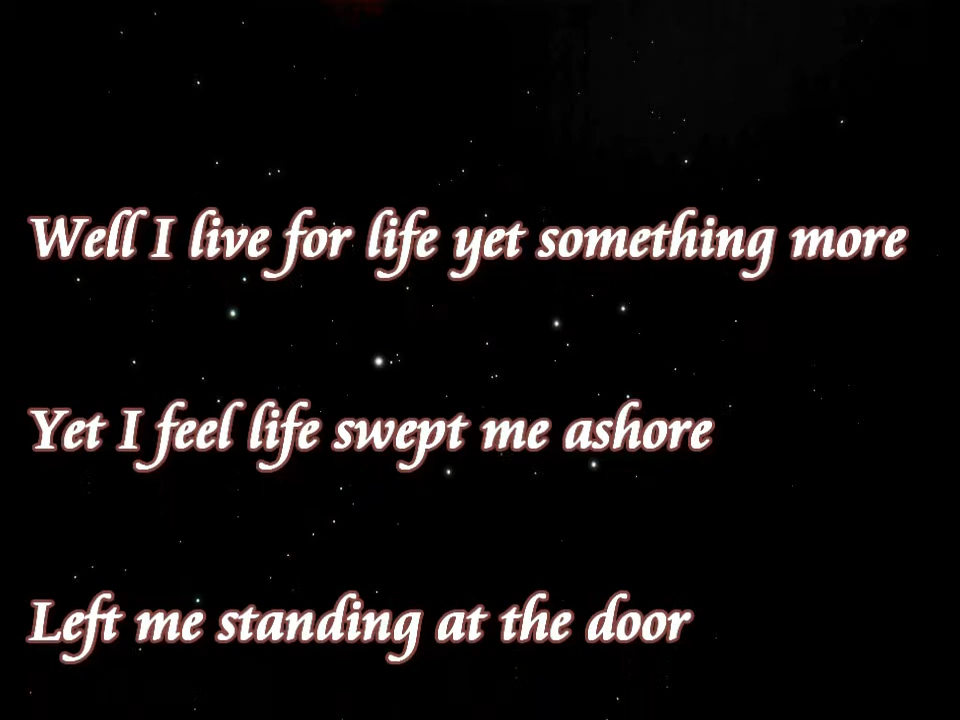 Well I live for life yet something more
Yet I feel life swept me ashore
Left me standing at the door